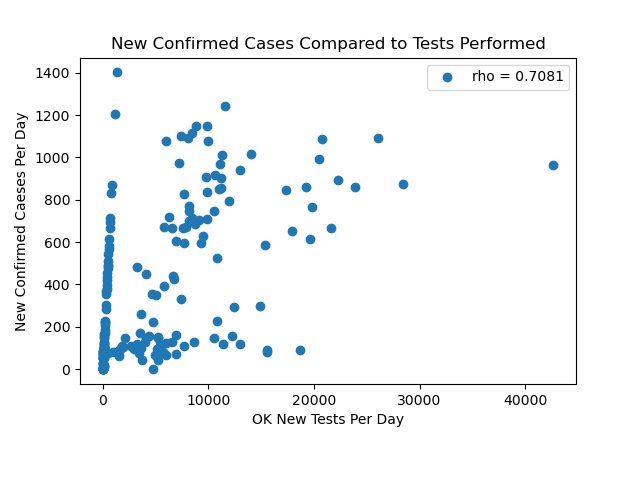 New Confirmed Cases Compared to Tests Performed
rho = 0.7081
New Confirmed Caeses Per Day
1400
1200
1000
800
600
400
200
0
0 10000 20000 30000 40000
OK New Tests Per Day